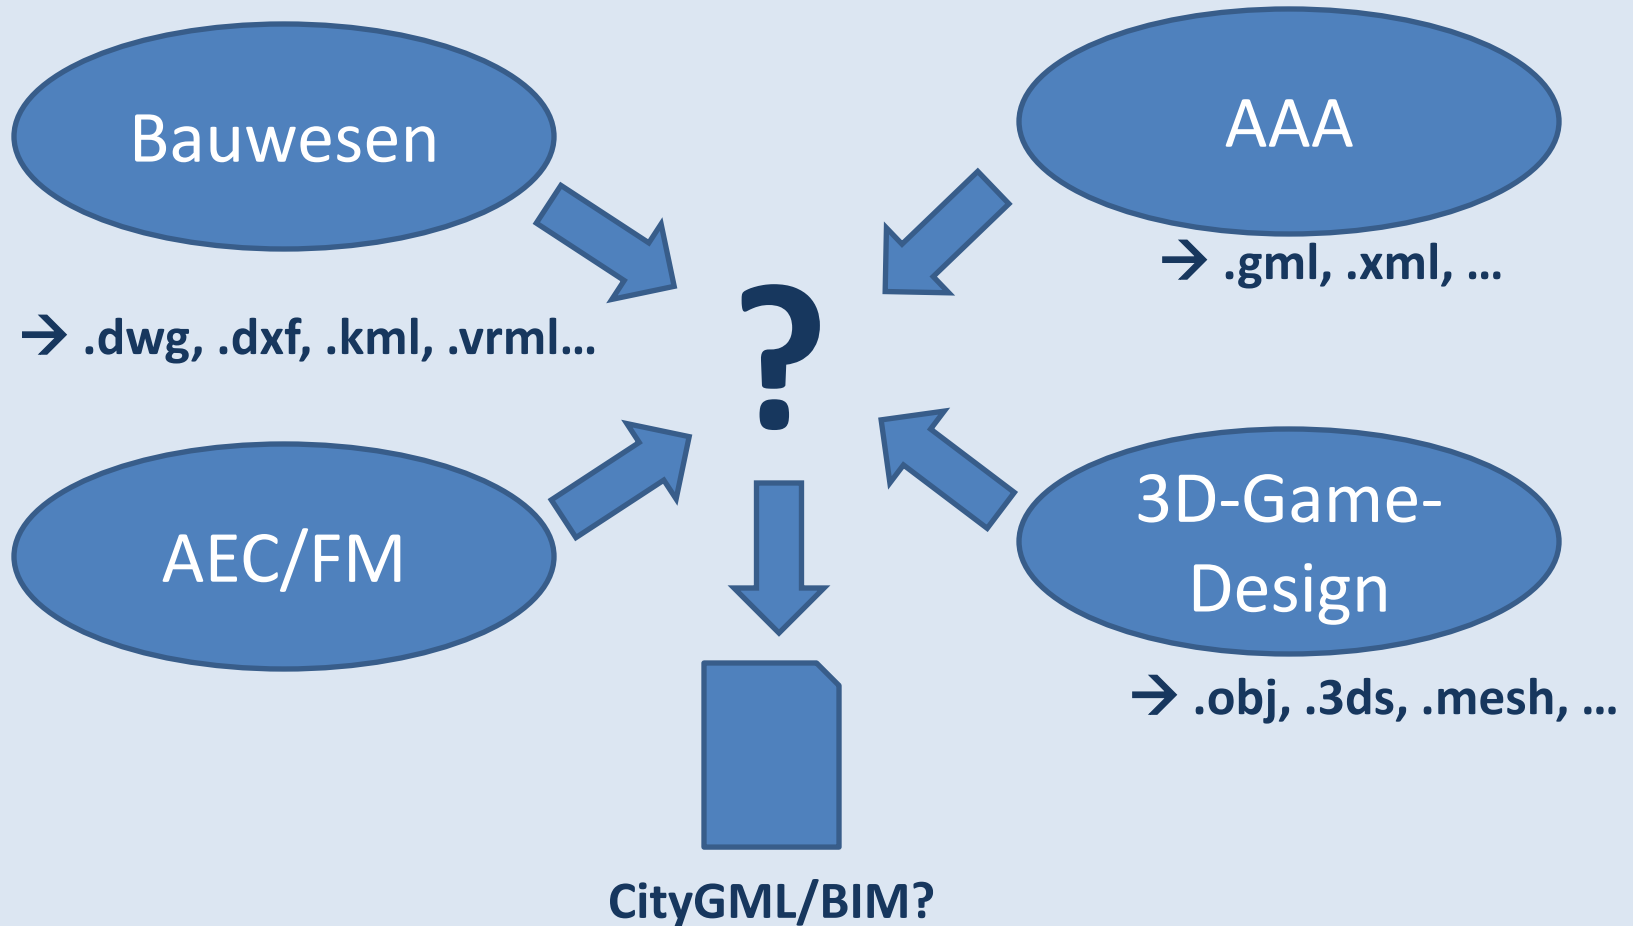 Bauwesen
→ .dwg, .dxf, .kml, .vrml...
AAA
→ .gml, .xml, ...
?
AEC/FM
3D-Game-
Design
→ .obj, .3ds, .mesh, ...
CityGML/BIM?